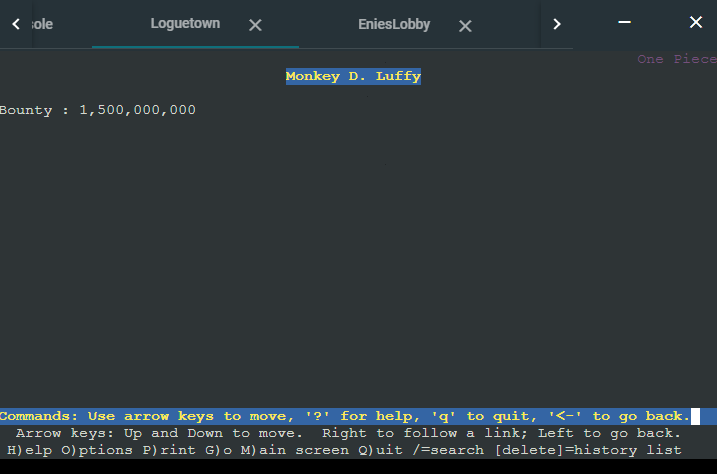 sole Loguetown EniesLobby
One Piece
Monkey D. Luffy
Bounty : 1,500,000,000
Commands: Use arrow keys to move, '?' for help, 'q' to quit, '<-' to go back.
Arrow keys: Up and Down to move.  Right to follow a link; Left to go back.
H)elp O)ptions P)rint G)o M)ain screen Q)uit /=search [delete]=history list